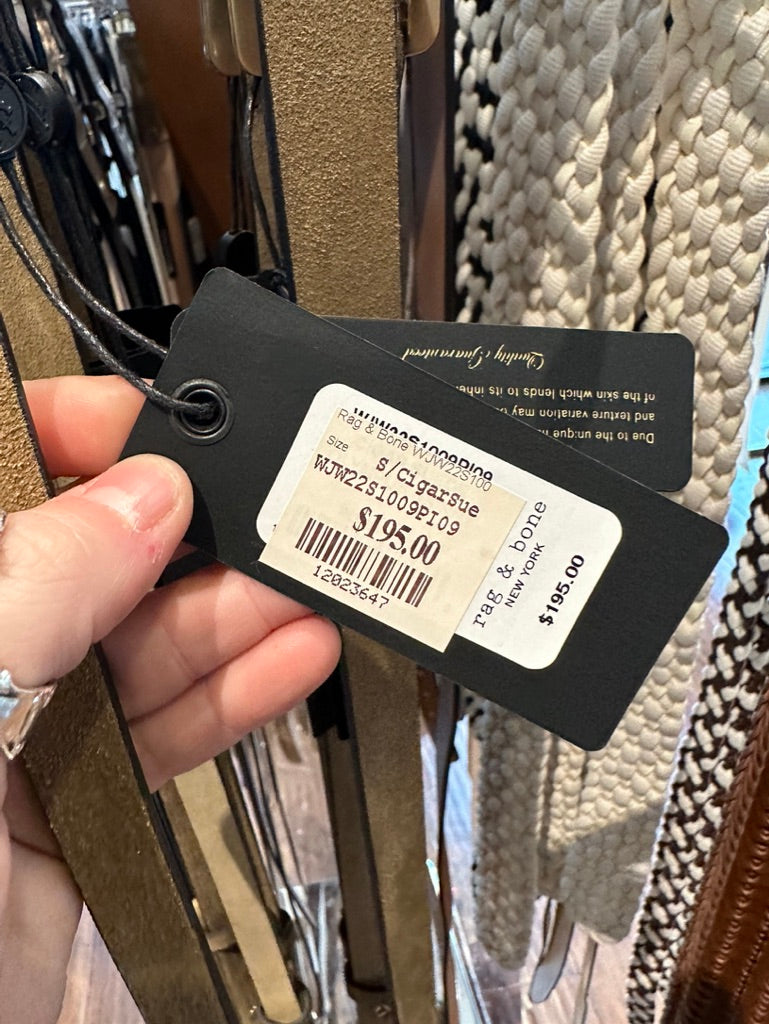 Quality Guaranteed
Due to the unique
and texture variation may
of the skin which lends to its
WJW22S1009PI09
Rag & Bone WJW22S100
Size
S/CigarSue
WJW22S1009PI09
$195.00
12023647
rag & bone
NEW YORK
$195.00